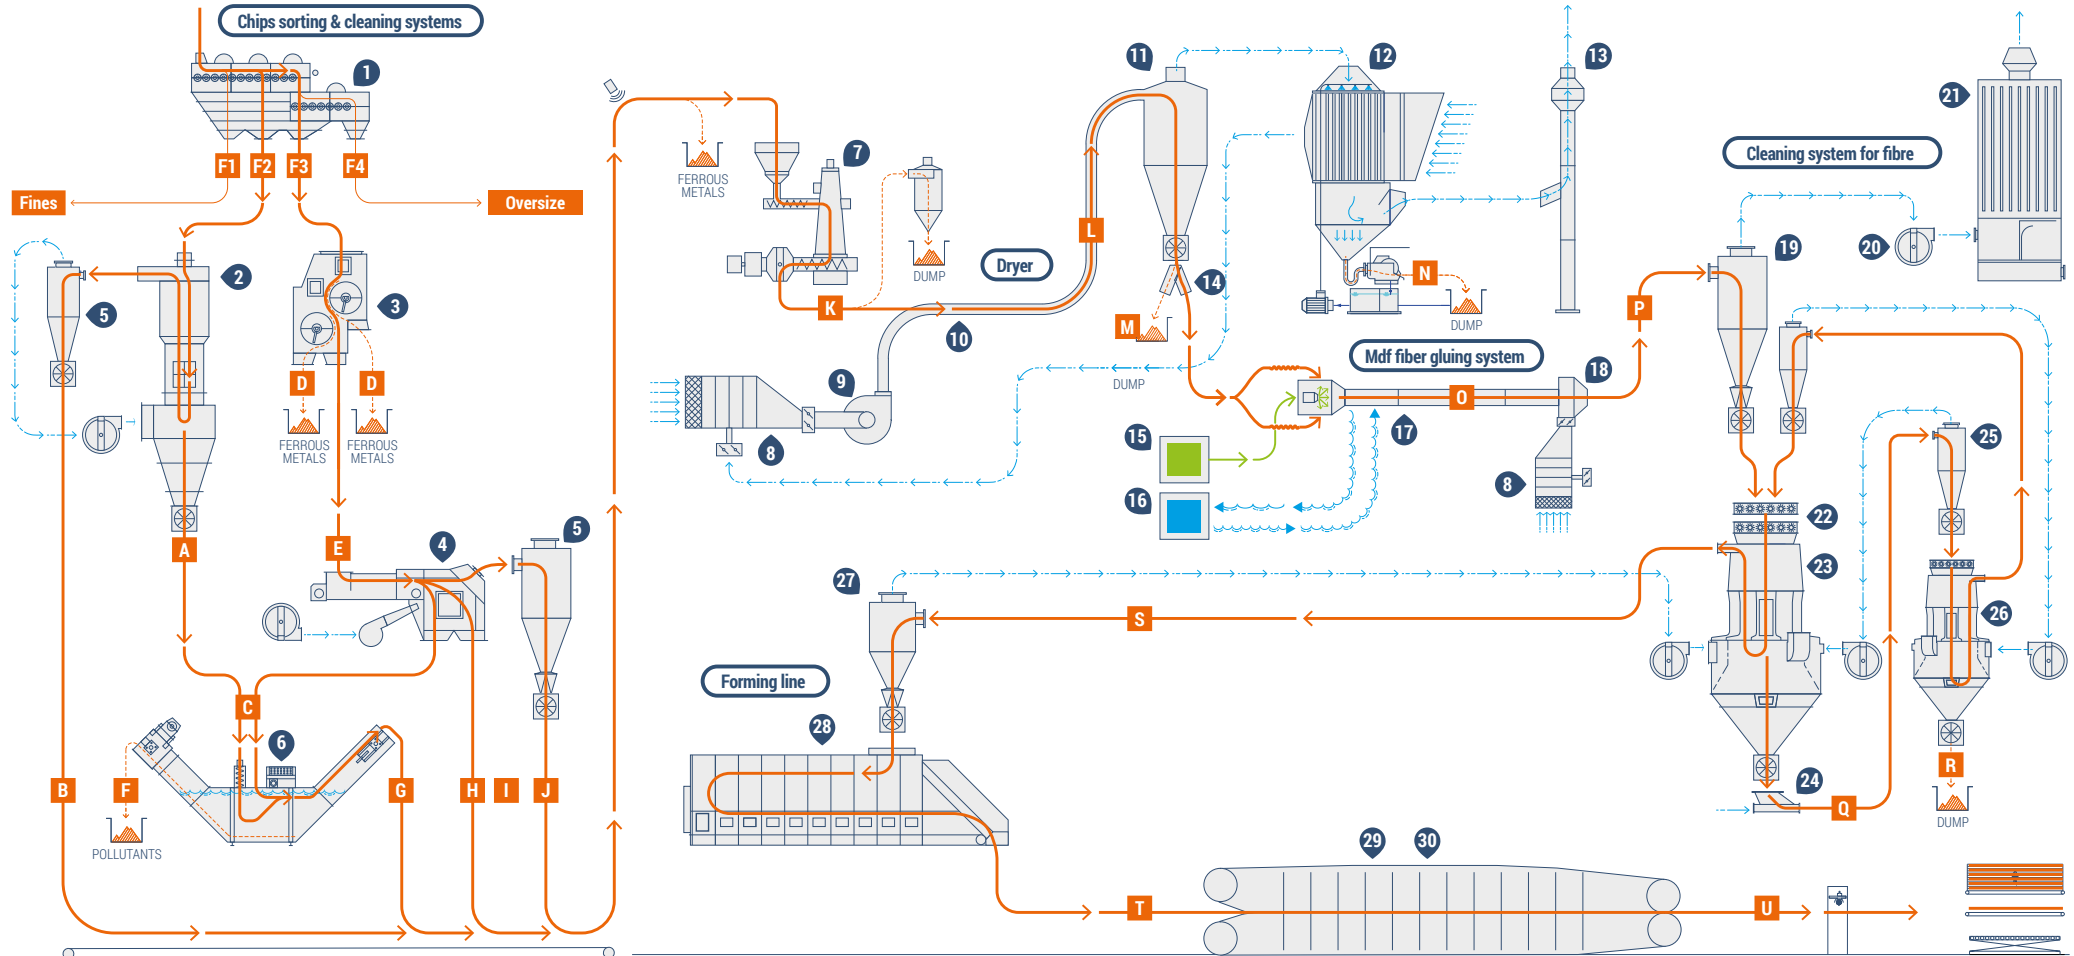 Chips sorting & cleaning systems
1
F1
F2
F3
F4
Fines
Oversize
2
3
5
D
D
FERROUS
METALS
FERROUS
METALS
A
E
4
5
C
6
B
F
G
H
I
J
POLLUTANTS
FERROUS
METALS
7
DUMP
K
Dryer
10
L
11
12
13
14
M
DUMP
N
DUMP
9
8
Mdf fiber gluing system
15
16
17
O
18
8
P
Cleaning system for fibre
19
20
21
22
23
24
25
26
Q
R
DUMP
27
S
Forming line
28
29
30
T
U